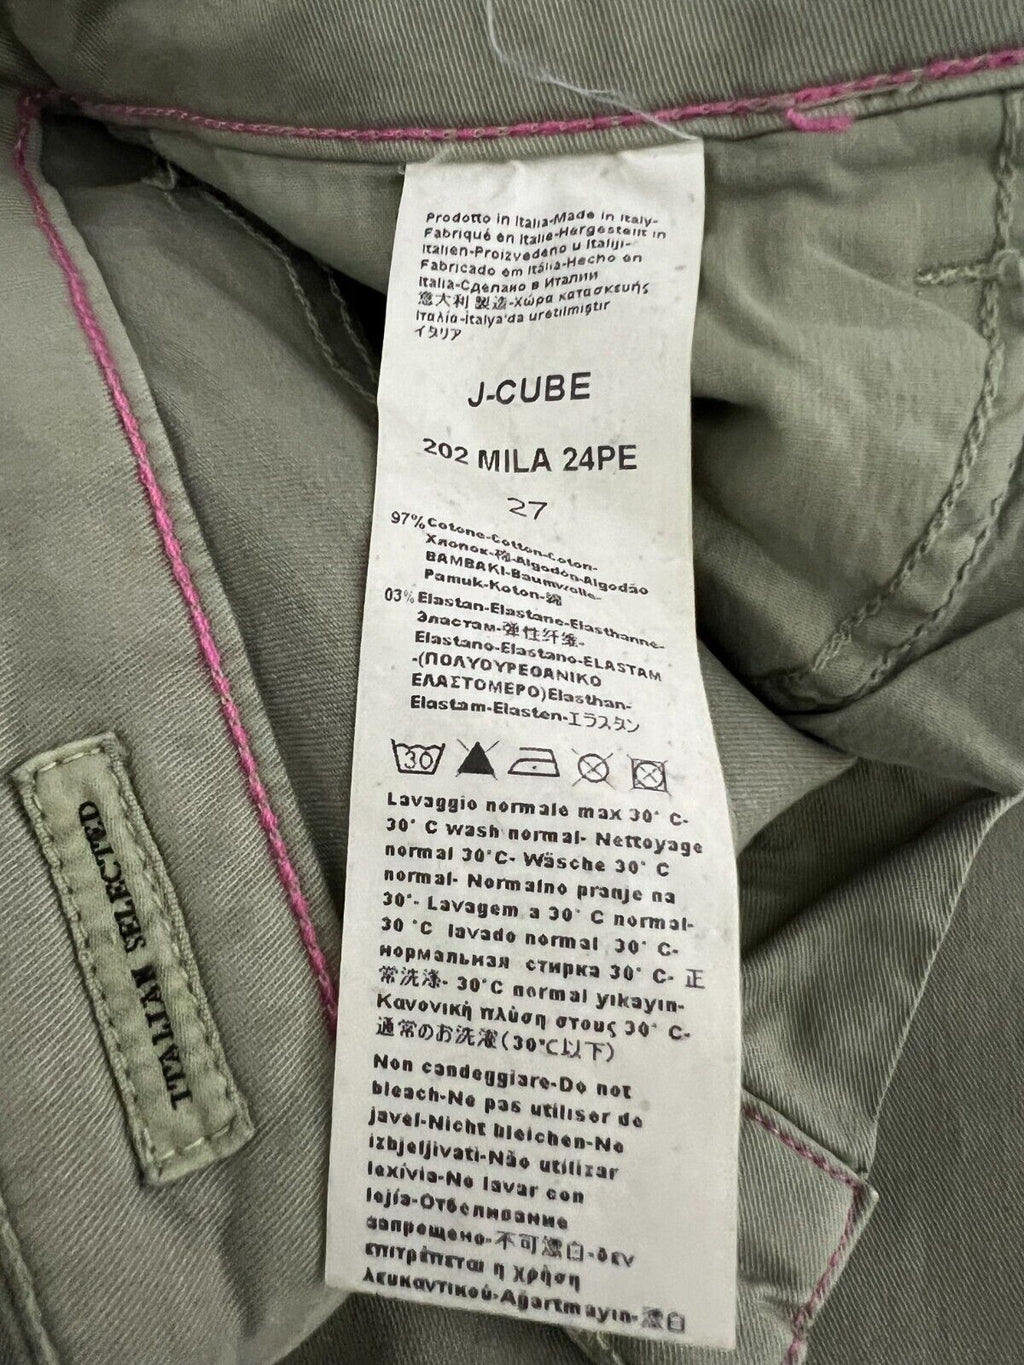 Prodotto in Italia-Made in Italy-
Fabriqué en Italie-Hergestellt in
Italien-Proizvedeno u Italiji-
Fabricado em Itália-Hecho en
Italia-Сделано в Италии
意大利 製造-Χώρα κατασκευής
Ιταλία-İtalya'da üretilmiştir
イタリア
J-CUBE
202 MILA 24PE
27
97% Cotone-Cotton-Coton-
Хлопок-棉-Algodón-Algodão
BAMBAKI-Baumwolle-
Pamuk-Koton-綿
03% Elastan-Elastane-Elasthanne-
Эластам-弹性纤维-
Elastano-Elastano-ELASTAM
-(ΠΟΛΥΟΥΡΕΘΑΝΙΚΟ
ΕΛΑΣΤΟΜΕΡΟ)Elasthan-
Elastam-Elasten-エラスタン
30
Lavaggio normale max 30° C-
30° C wash normal- Nettoyage
normal 30°C- Wäsche 30° C
normal- Normalno pranje na
30°- Lavagem a 30° C normal-
30 °C lavado normal 30° C-
нормальная стирка 30° C- 正
常洗涤- 30°C normal yıkayın-
Κανονική πλύση στους 30° C-
通常のお洗濯(30℃以下)
Non candeggiare-Do not
bleach-Ne pas utiliser de
javel-Nicht bleichen-Ne
izbjeljivati-Não utilizar
lexívia-No lavar con
lejía-Отбеливание
запрещено-不可漂白-δεν
επιτρέπεται η χρήση
λευκαντικού-Ağartmayın-漂白
ITALIAN SELECTED